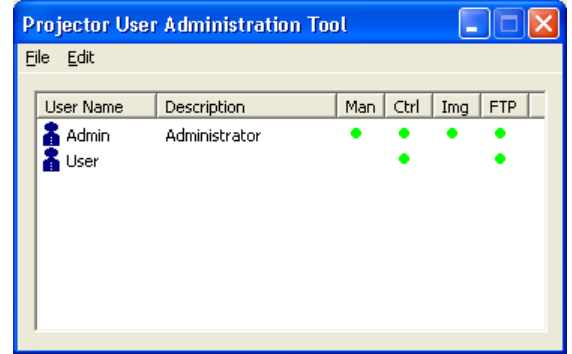 Projector User Administration Tool
File Edit
User Name Description Man Ctrl Img FTP
Admin Administrator
User